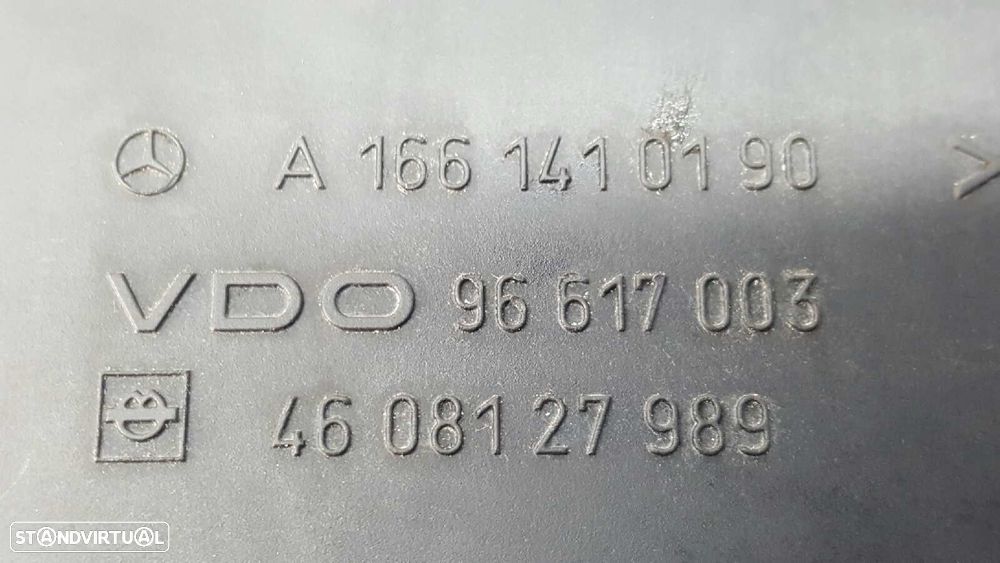 A 166 141 01 90 >
VDO 96 617 003
46 081 27 989
STANDVIRTUAL